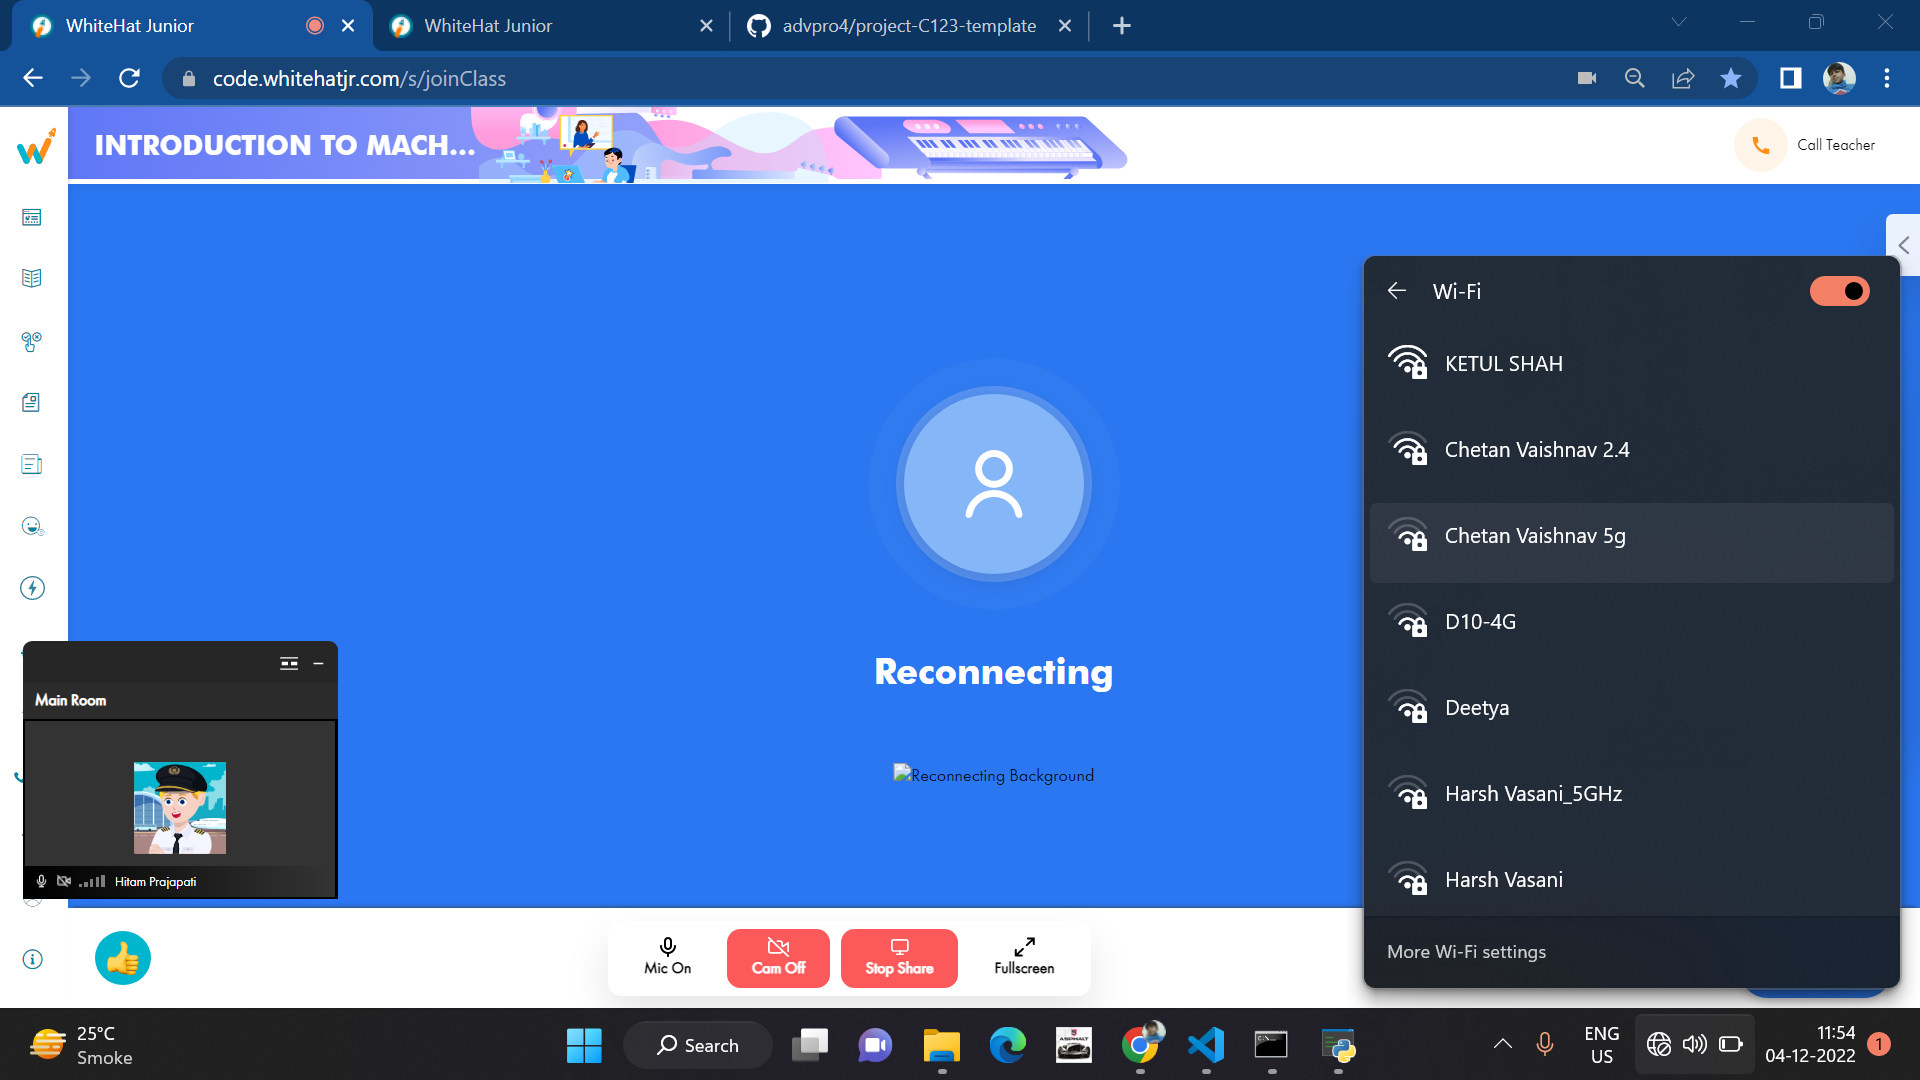 WhiteHat Junior
WhiteHat Junior
advpro4/project-C123-template
code.whitehatjr.com/s/joinClass
INTRODUCTION TO MACH...
Call Teacher
Wi-Fi
KETUL SHAH
Chetan Vaishnav 2.4
Chetan Vaishnav 5g
D10-4G
Deetya
Harsh Vasani_5GHz
Harsh Vasani
More Wi-Fi settings
Reconnecting
Reconnecting Background
Main Room
Hitam Prajapati
Mic On
Cam Off
Stop Share
Fullscreen
25°C
Smoke
Search
ASPHALT
ENG
US
11:54
04-12-2022
1